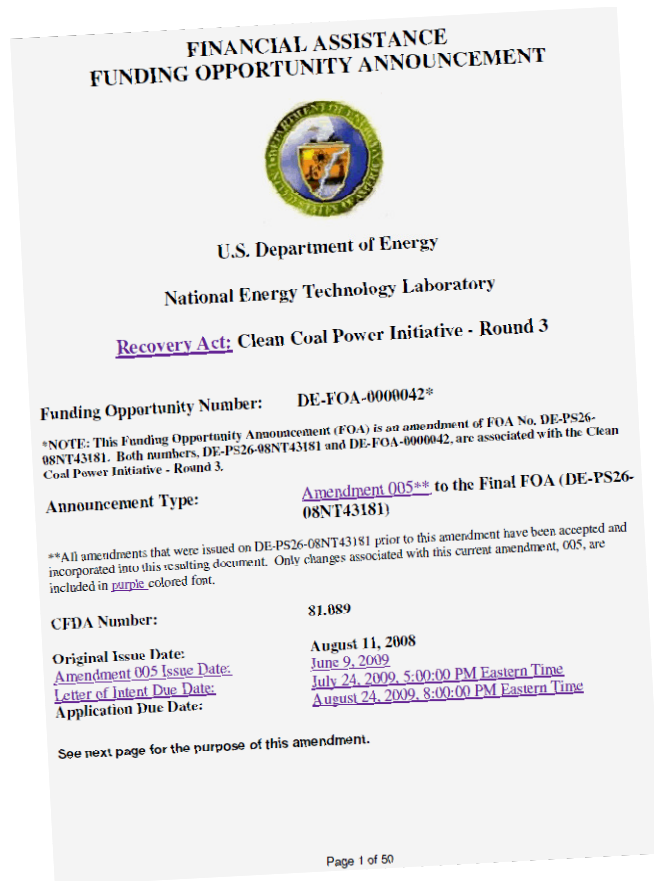 FINANCIAL ASSISTANCE
FUNDING OPPORTUNITY ANNOUNCEMENT
DEPARTMENT OF ENERGY
UNITED STATES OF AMERICA
U.S. Department of Energy
National Energy Technology Laboratory
Recovery Act: Clean Coal Power Initiative - Round 3
Funding Opportunity Number: DE-FOA-0000042*
*NOTE: This Funding Opportunity Announcement (FOA) is an amendment of FOA No. DE-PS26-
08NT43181. Both numbers, DE-PS26-08NT43181 and DE-FOA-0000042, are associated with the Clean
Coal Power Initiative - Round 3.
Announcement Type: Amendment 005** to the Final FOA (DE-PS26-
08NT43181)
**All amendments that were issued on DE-PS26-08NT43181 prior to this amendment have been accepted and
incorporated into this resulting document. Only changes associated with this current amendment, 005, are
included in purple colored font.
CFDA Number: 81.089
Original Issue Date: August 11, 2008
Amendment 005 Issue Date: June 9, 2009
Letter of Intent Due Date: July 24, 2009, 5:00:00 PM Eastern Time
Application Due Date: August 24, 2009, 8:00:00 PM Eastern Time
See next page for the purpose of this amendment.
Page 1 of 50